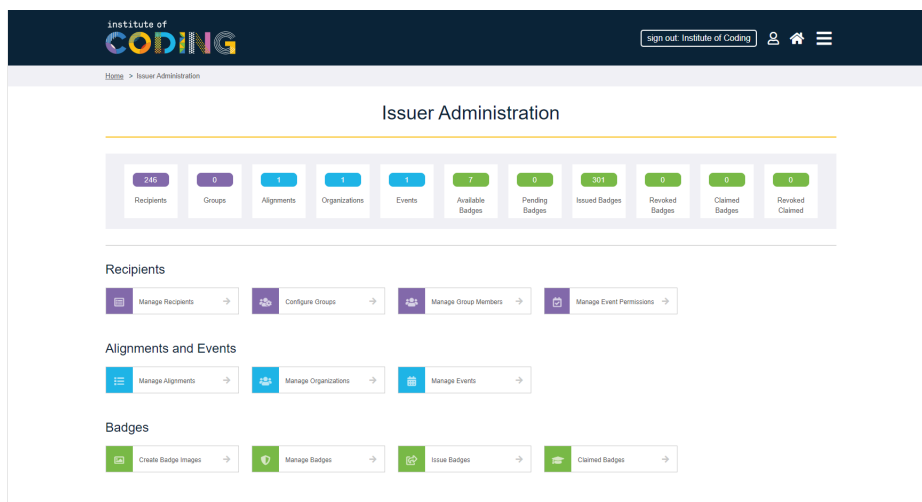 institute of
CODING
sign out: Institute of Coding
Home > Issuer Administration
Issuer Administration
246 0 1 1 1 7 0 301 0 0 0
Recipients Groups Alignments Organizations Events Available Badges Pending Badges Issued Badges Revoked Badges Claimed Badges Revoked Claimed
Recipients
Manage Recipients Configure Groups Manage Group Members Manage Event Permissions
Alignments and Events
Manage Alignments Manage Organizations Manage Events
Badges
Create Badge Images Manage Badges Issue Badges Claimed Badges